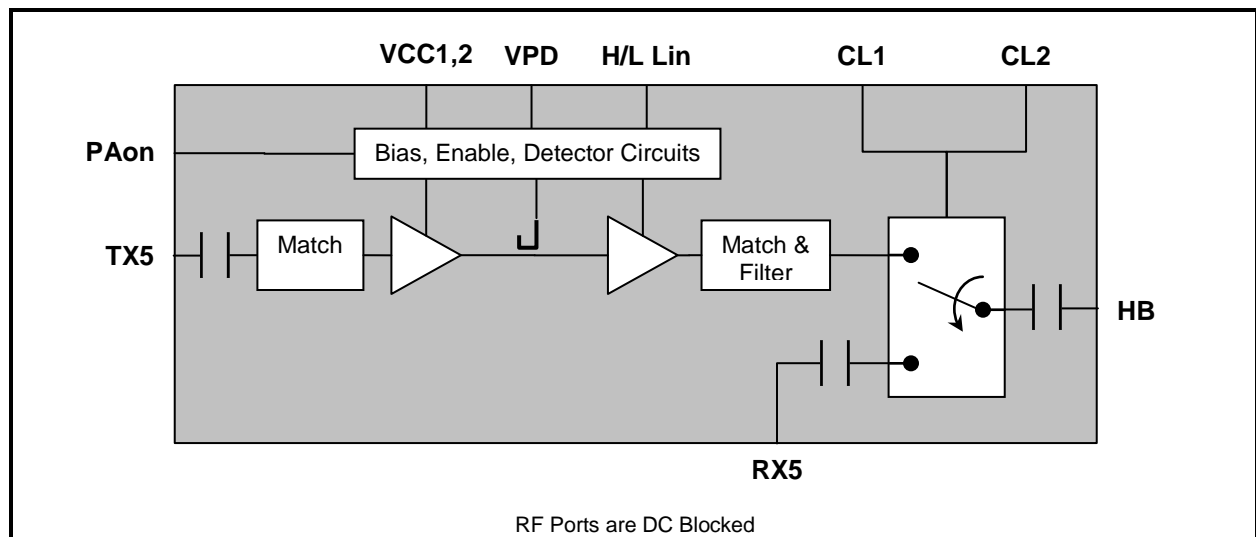 VCC1,2 VPD H/L Lin CL1 CL2
PAon
Bias, Enable, Detector Circuits
TX5
Match
Match &
Filter
HB
RX5
RF Ports are DC Blocked